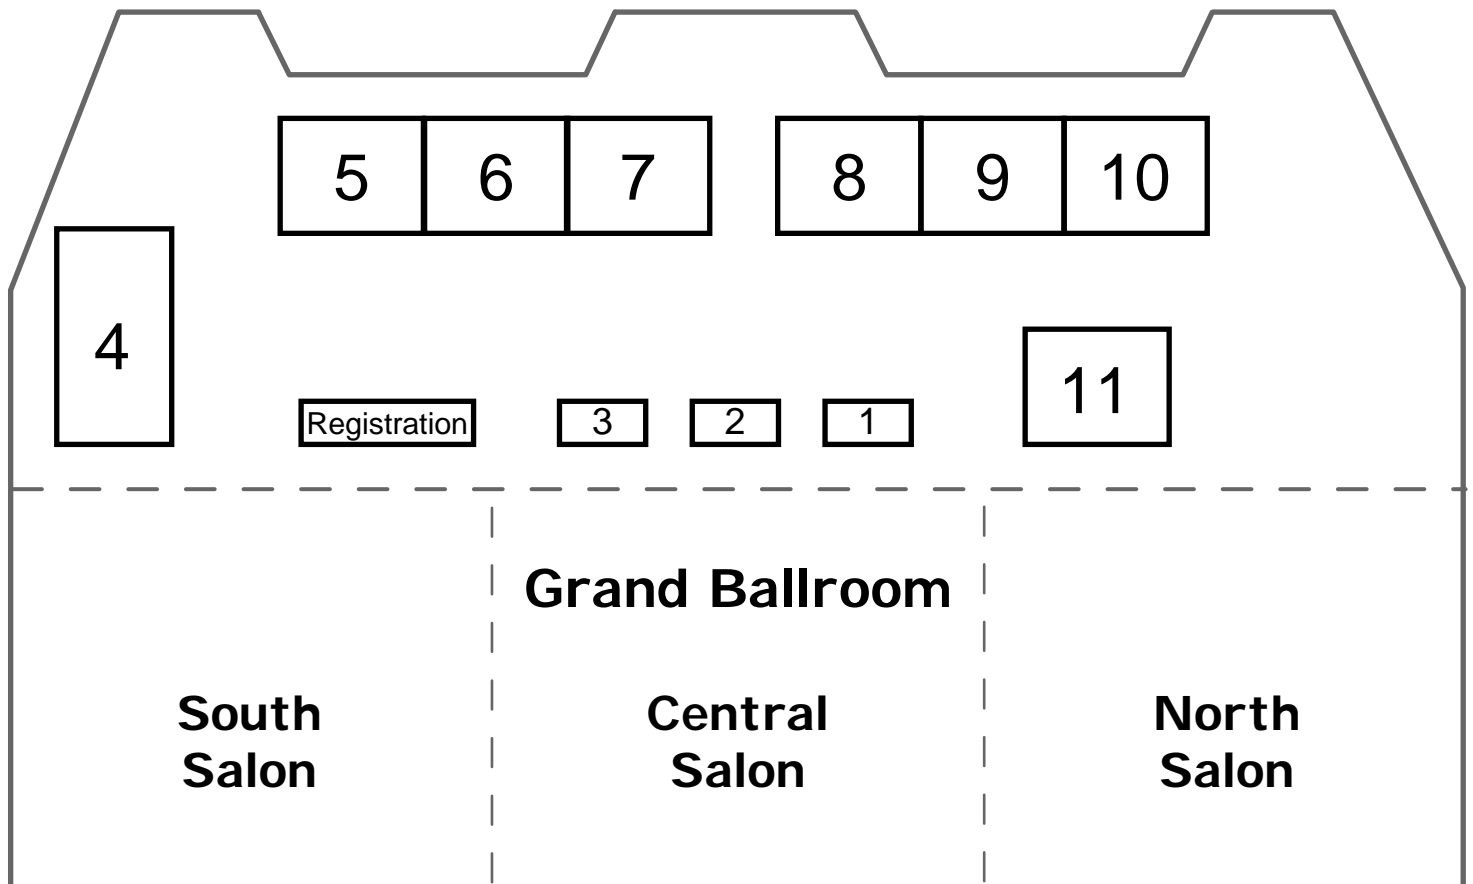 5 6 7 8 9 10
4
11
Registration 3 2 1
Grand Ballroom
South Salon
Central Salon
North Salon